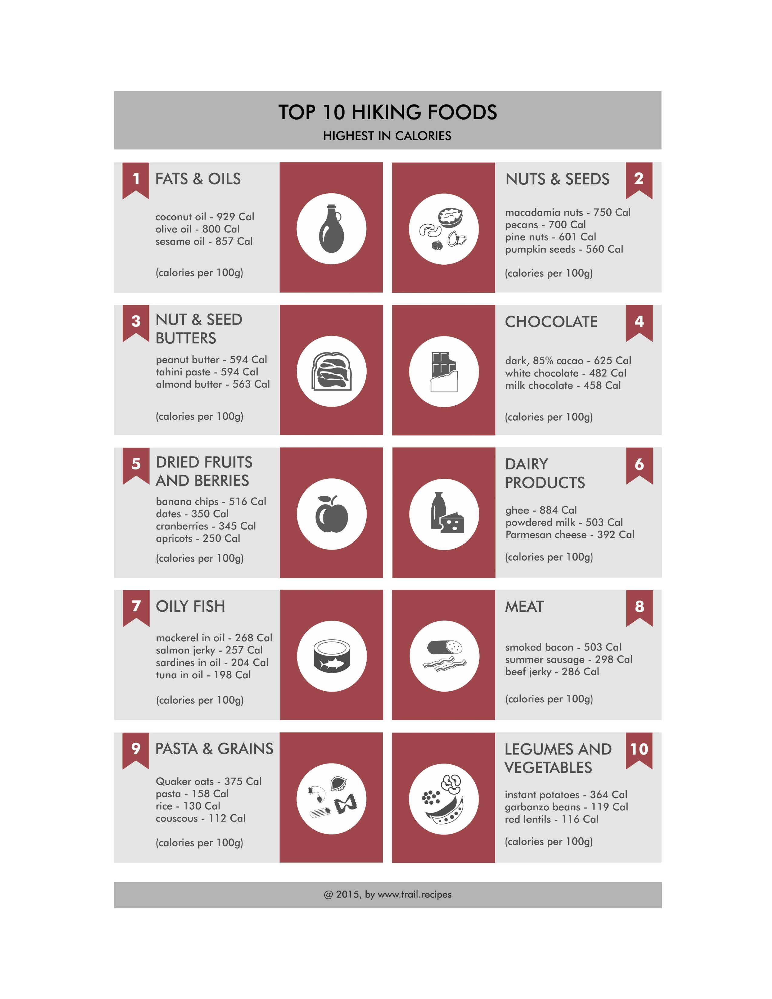 TOP 10 HIKING FOODS
HIGHEST IN CALORIES
1 FATS & OILS
coconut oil - 929 Cal
olive oil - 800 Cal
sesame oil - 857 Cal
(calories per 100g)
NUTS & SEEDS 2
macadamia nuts - 750 Cal
pecans - 700 Cal
pine nuts - 601 Cal
pumpkin seeds - 560 Cal
(calories per 100g)
3 NUT & SEED
BUTTERS
peanut butter - 594 Cal
tahini paste - 594 Cal
almond butter - 563 Cal
(calories per 100g)
CHOCOLATE 4
dark, 85% cacao - 625 Cal
white chocolate - 482 Cal
milk chocolate - 458 Cal
(calories per 100g)
5 DRIED FRUITS
AND BERRIES
banana chips - 516 Cal
dates - 350 Cal
cranberries - 345 Cal
apricots - 250 Cal
(calories per 100g)
DAIRY 6
PRODUCTS
ghee - 884 Cal
powdered milk - 503 Cal
Parmesan cheese - 392 Cal
(calories per 100g)
7 OILY FISH
mackerel in oil - 268 Cal
salmon jerky - 257 Cal
sardines in oil - 204 Cal
tuna in oil - 198 Cal
(calories per 100g)
MEAT 8
smoked bacon - 503 Cal
summer sausage - 298 Cal
beef jerky - 286 Cal
(calories per 100g)
9 PASTA & GRAINS
Quaker oats - 375 Cal
pasta - 158 Cal
rice - 130 Cal
couscous - 112 Cal
(calories per 100g)
LEGUMES AND 10
VEGETABLES
instant potatoes - 364 Cal
garbanzo beans - 119 Cal
red lentils - 116 Cal
(calories per 100g)
@ 2015, by www.trail.recipes